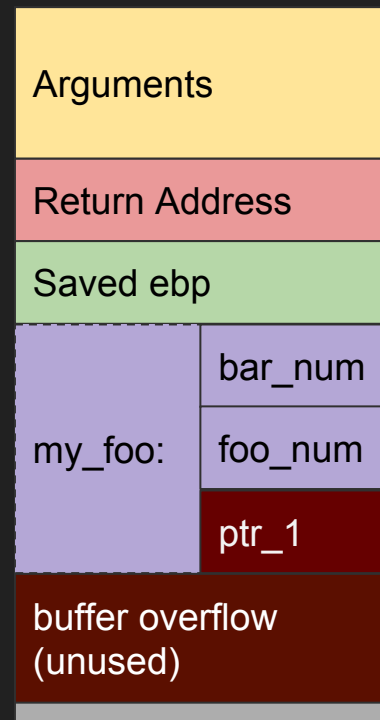 Arguments
Return Address
Saved ebp
my_foo:
bar_num
foo_num
ptr_1
buffer overflow
(unused)